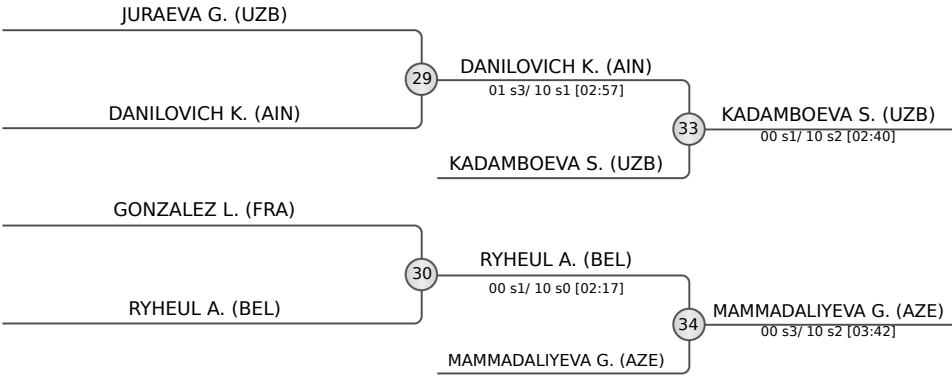 JURAEVA G. (UZB)
29
DANILOVICH K. (AIN)
01 s3/ 10 s1 [02:57]
DANILOVICH K. (AIN)
33
KADAMBOEVA S. (UZB)
00 s1/ 10 s2 [02:40]
KADAMBOEVA S. (UZB)
GONZALEZ L. (FRA)
30
RYHEUL A. (BEL)
00 s1/ 10 s0 [02:17]
RYHEUL A. (BEL)
34
MAMMADALIYEVA G. (AZE)
00 s3/ 10 s2 [03:42]
MAMMADALIYEVA G. (AZE)